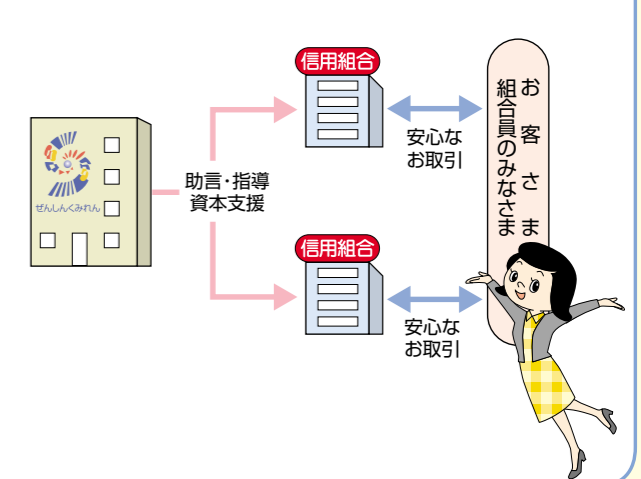 信用組合
お客さま
組合員のみなさま
安心な
お取引
ぜんしんくみれん
助言・指導
資本支援
信用組合
安心な
お取引